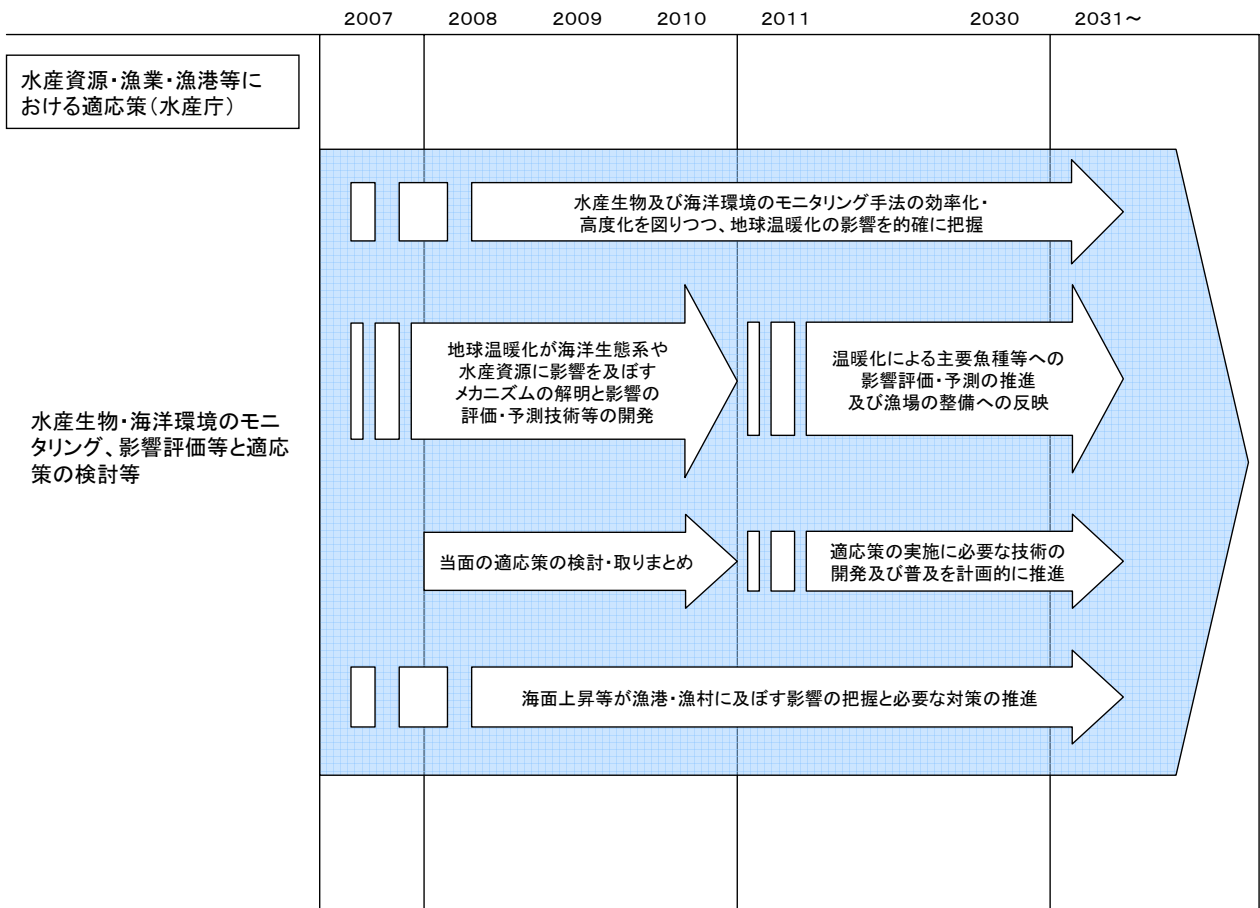 2007 2008 2009 2010 2011 2030 2031～
水産資源・漁業・漁港等に
おける適応策（水産庁）
水産生物及び海洋環境のモニタリング手法の効率化・
高度化を図りつつ、地球温暖化の影響を的確に把握
地球温暖化が海洋生態系や
水産資源に影響を及ぼす
メカニズムの解明と影響の
評価・予測技術等の開発
温暖化による主要魚種等への
影響評価・予測の推進
及び漁場の整備への反映
水産生物・海洋環境のモニ
タリング、影響評価等と適応
策の検討等
当面の適応策の検討・取りまとめ
適応策の実施に必要な技術の
開発及び普及を計画的に推進
海面上昇等が漁港・漁村に及ぼす影響の把握と必要な対策の推進